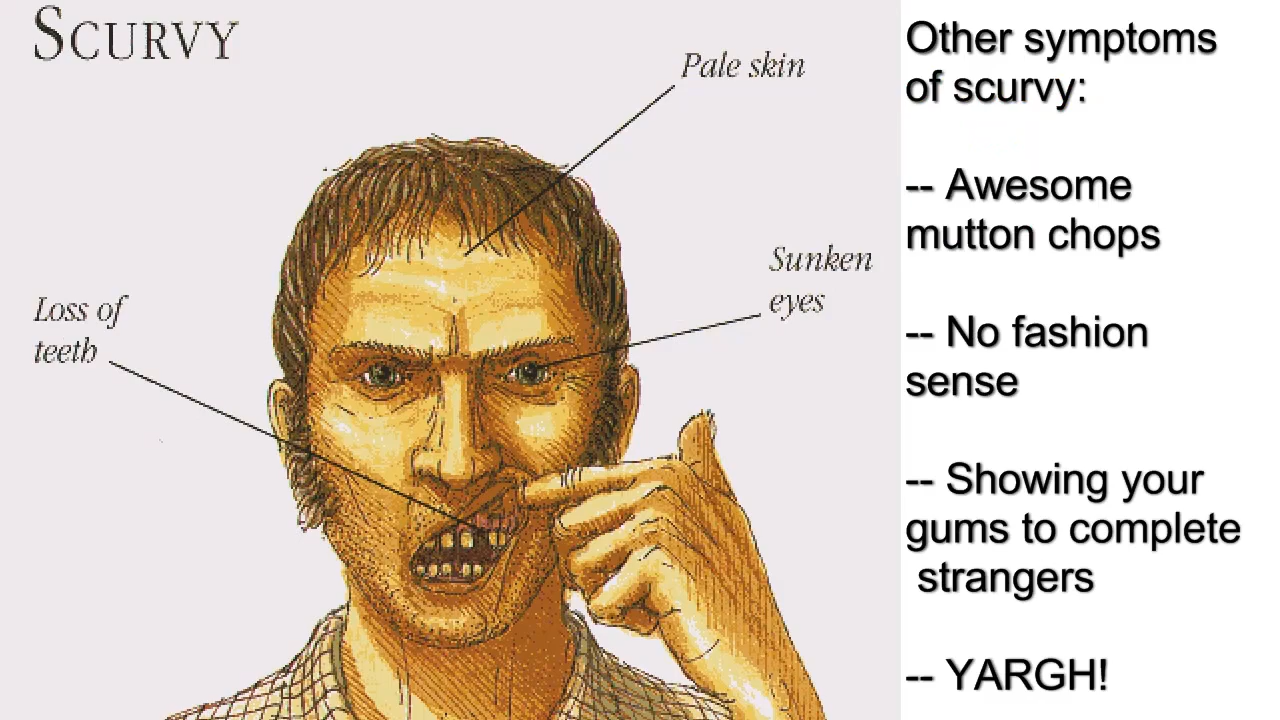 SCURVY
Pale skin
Sunken
eyes
Loss of
teeth
Other symptoms
of scurvy:
-- Awesome
mutton chops
-- No fashion
sense
-- Showing your
gums to complete
strangers
-- YARGH!